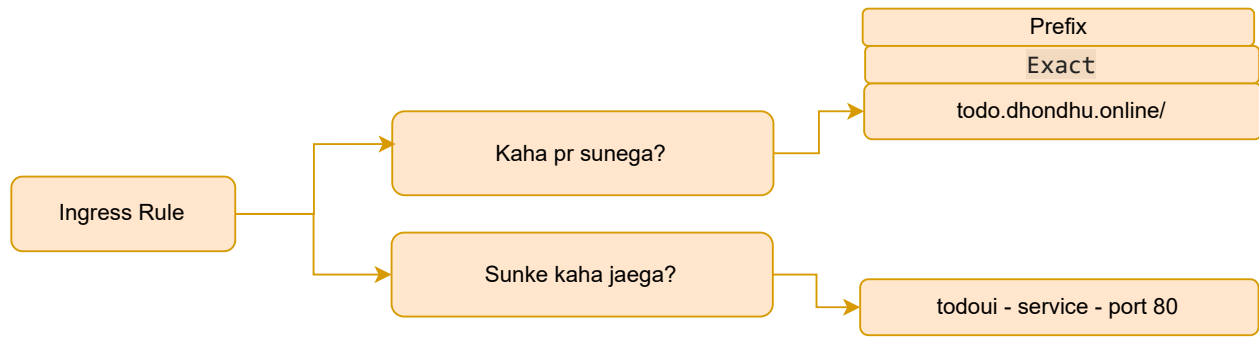 Prefix
Exact
todo.dhondhu.online/
Kaha pr sunega?
Ingress Rule
Sunke kaha jaega?
todoui - service - port 80